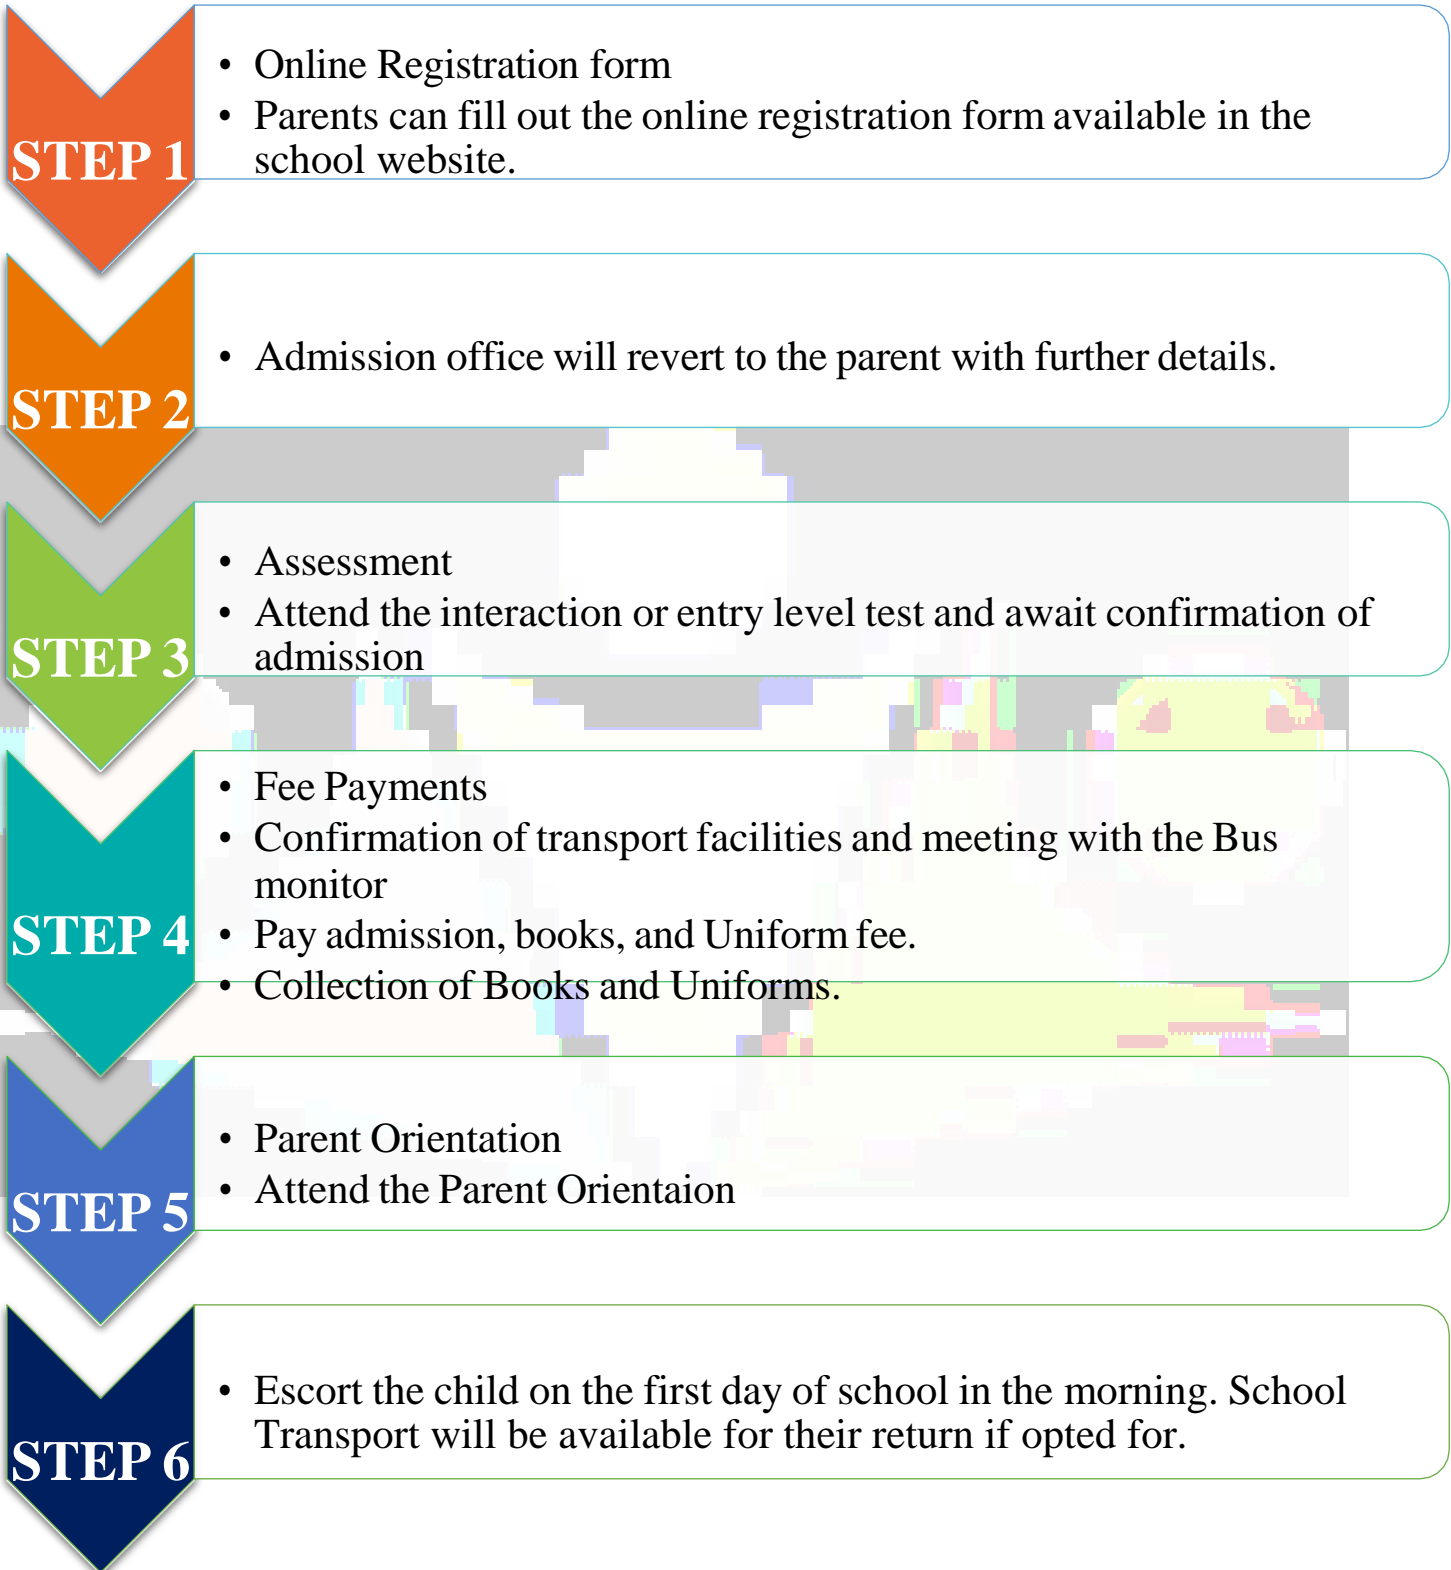 STEP 1
• Online Registration form
• Parents can fill out the online registration form available in the
school website.
STEP 2
• Admission office will revert to the parent with further details.
STEP 3
• Assessment
• Attend the interaction or entry level test and await confirmation of
admission
STEP 4
• Fee Payments
• Confirmation of transport facilities and meeting with the Bus
monitor
• Pay admission, books, and Uniform fee.
• Collection of Books and Uniforms.
STEP 5
• Parent Orientation
• Attend the Parent Orientaion
STEP 6
• Escort the child on the first day of school in the morning. School
Transport will be available for their return if opted for.